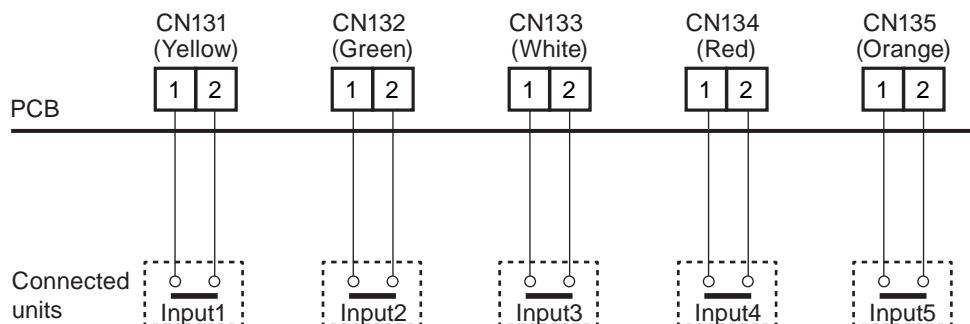 CN131 CN132 CN133 CN134 CN135
(Yellow) (Green) (White) (Red) (Orange)
1 2 1 2 1 2 1 2 1 2
PCB
Connected
units
Input1 Input2 Input3 Input4 Input5